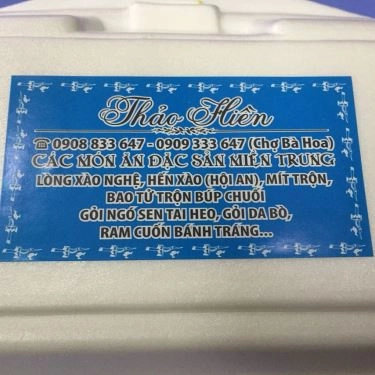 Thảo Hiền
☎ 0908 833 647 - 0909 333 647 (Chợ Bà Hoa)
CÁC MÓN ĂN ĐẶC SẢN MIỀN TRUNG
LÒNG XÀO NGHỆ, HẾN XÀO (HỘI AN), MÍT TRỘN,
BAO TỬ TRỘN BÚP CHUỐI
GỎI NGÓ SEN TAI HEO, GỎI DA BÒ,
RAM CUỐN BÁNH TRÁNG...